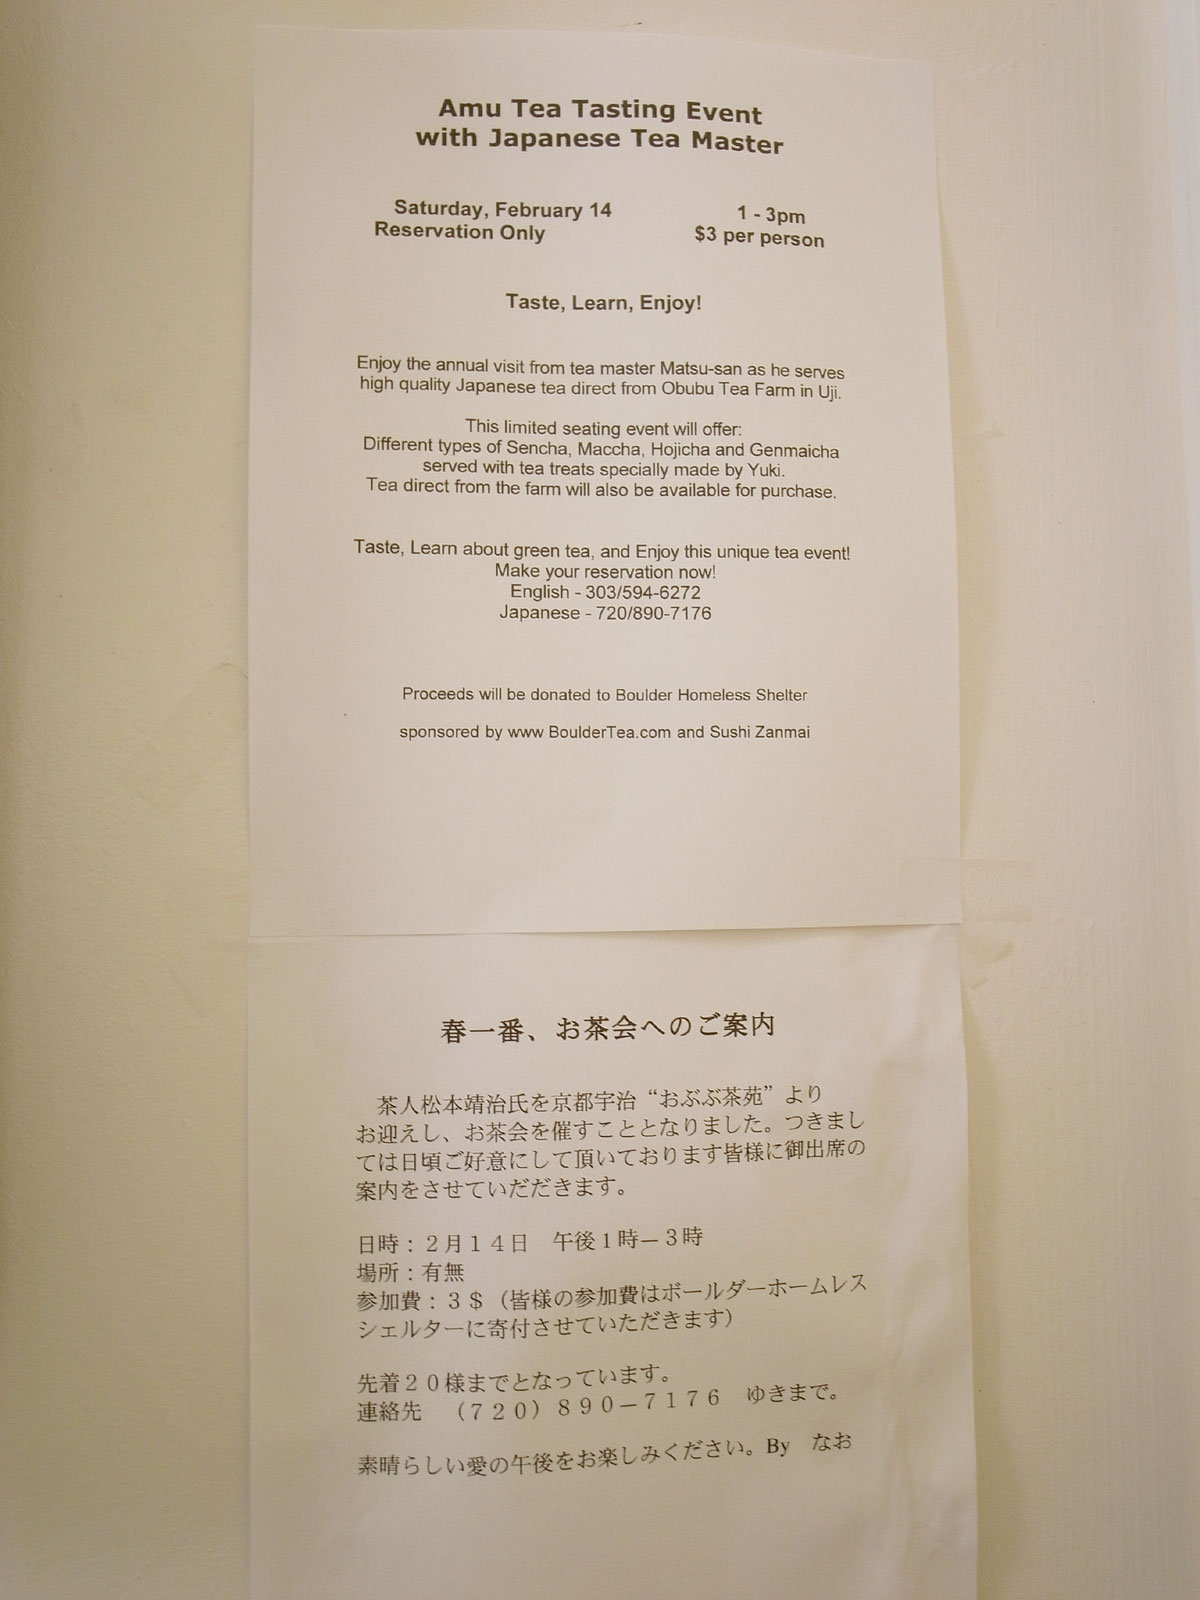 Amu Tea Tasting Event
with Japanese Tea Master
Saturday, February 14 1 - 3pm
Reservation Only $3 per person
Taste, Learn, Enjoy!
Enjoy the annual visit from tea master Matsu-san as he serves
high quality Japanese tea direct from Obubu Tea Farm in Uji.
This limited seating event will offer:
Different types of Sencha, Maccha, Hojicha and Genmaicha
served with tea treats specially made by Yuki.
Tea direct from the farm will also be available for purchase.
Taste, Learn about green tea, and Enjoy this unique tea event!
Make your reservation now!
English - 303/594-6272
Japanese - 720/890-7176
Proceeds will be donated to Boulder Homeless Shelter
sponsored by www BoulderTea.com and Sushi Zanmai
春一番、お茶会へのご案内
茶人松本靖治氏を京都宇治“おぶぶ茶苑”より
お迎えし、お茶会を催すこととなりました。つきまし
ては日頃ご好意にして頂いております皆様に御出席の
案内をさせていだだきます。
日時：２月１４日　午後１時—３時
場所：有無
参加費：３＄（皆様の参加費はボールダーホームレス
シェルターに寄付させていただきます）
先着２０様までとなっています。
連絡先　（７２０）８９０—７１７６　ゆきまで。
素晴らしい愛の午後をお楽しみください。By　なお